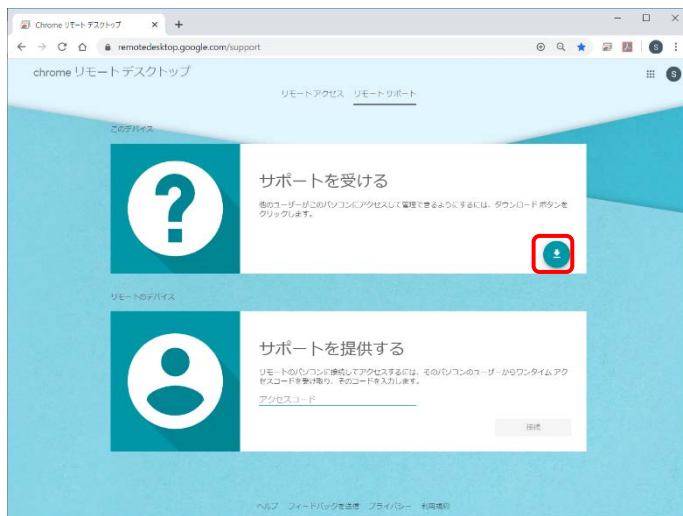 Chrome リモート デスクトップ
remotedesktop.google.com/support
S
chrome リモート デスクトップ
S
リモート アクセス リモート サポート
このデバイス
サポートを受ける
他のユーザーがこのパソコンにアクセスして管理できるようにするには、ダウンロード ボタンを
クリックします。
リモートのデバイス
サポートを提供する
リモートのパソコンに接続してアクセスするには、そのパソコンのユーザーからワンタイム アク
セスコードを受け取り、そのコードを入力します。
アクセスコード
接続
ヘルプ フィードバックを送信 プライバシー 利用規約